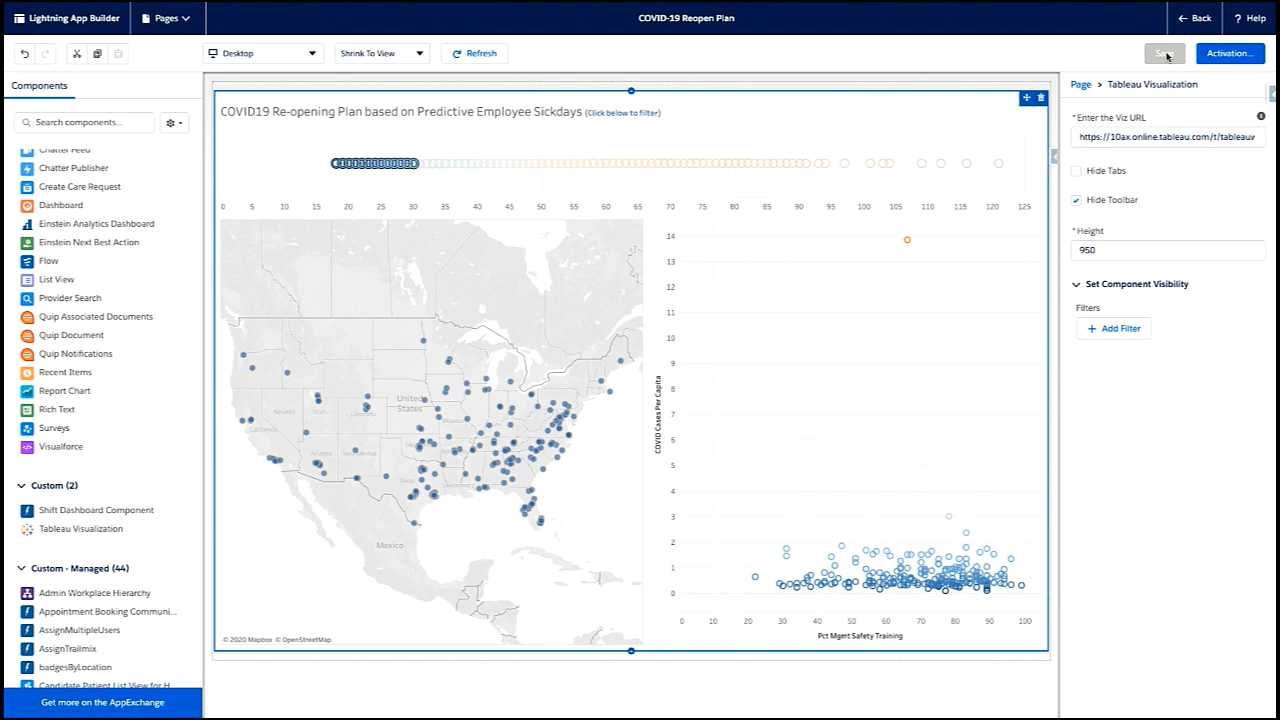 Lightning App Builder
Pages
COVID-19 Reopen Plan
Back
? Help
Desktop
Shrink To View
Refresh
Activation...
Components
Search components...
Chatter Feed
Chatter Publisher
Create Care Request
Dashboard
Einstein Analytics Dashboard
Einstein Next Best Action
Flow
List View
Provider Search
Quip Associated Documents
Quip Document
Quip Notifications
Recent Items
Report Chart
Rich Text
Surveys
Visualforce
Custom (2)
Shift Dashboard Component
Tableau Visualization
Custom - Managed (44)
Admin Workplace Hierarchy
Appointment Booking Communi...
AssignMultipleUsers
AssignTrailmix
badgesByLocation
Candidate Patient List View for H
Get more on the AppExchange
COVID19 Re-opening Plan based on Predictive Employee Sickdays (Click below to filter)
0 5 10 15 20 25 30 35 40 45 50 55 60 65 70 75 80 85 90 95 100 105 110 115 120 125
United
States
Mexico
© 2020 Mapbox © OpenStreetMap
14
13
12
11
10
9
8
7
6
5
4
3
2
1
0
COVID Cases Per Capita
0 10 20 30 40 50 60 70 80 90 100
Pct Mgmt Safety Training
Page > Tableau Visualization
* Enter the Viz URL
https://10ax.online.tableau.com/t/tableauv
Hide Tabs
Hide Toolbar
* Height
950
Set Component Visibility
Filters
+ Add Filter